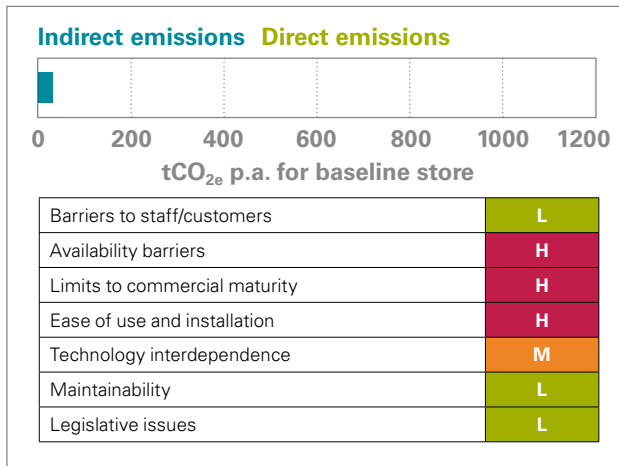 Indirect emissions Direct emissions
0 200 400 600 800 1000 1200
tCO2e p.a. for baseline store
Barriers to staff/customers L
Availability barriers H
Limits to commercial maturity H
Ease of use and installation H
Technology interdependence M
Maintainability L
Legislative issues L